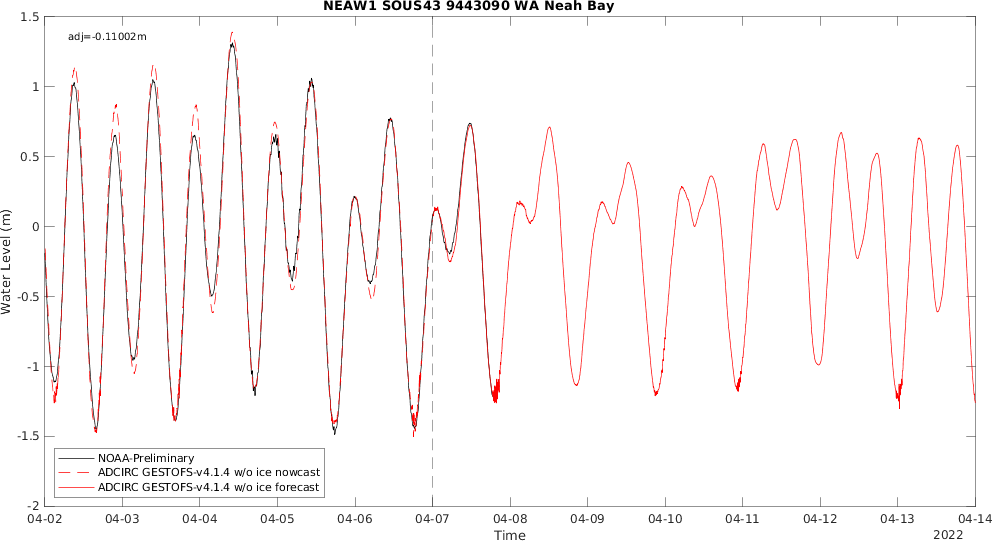 NEAW1 SOUS43 9443090 WA Neah Bay
adj=-0.11002m
1.5
1
0.5
0
-0.5
-1
-1.5
-2
Water Level (m)
NOAA-Preliminary
ADCIRC GESTOFS-v4.1.4 w/o ice nowcast
ADCIRC GESTOFS-v4.1.4 w/o ice forecast
04-02 04-03 04-04 04-05 04-06 04-07 04-08 04-09 04-10 04-11 04-12 04-13 04-14
Time
2022